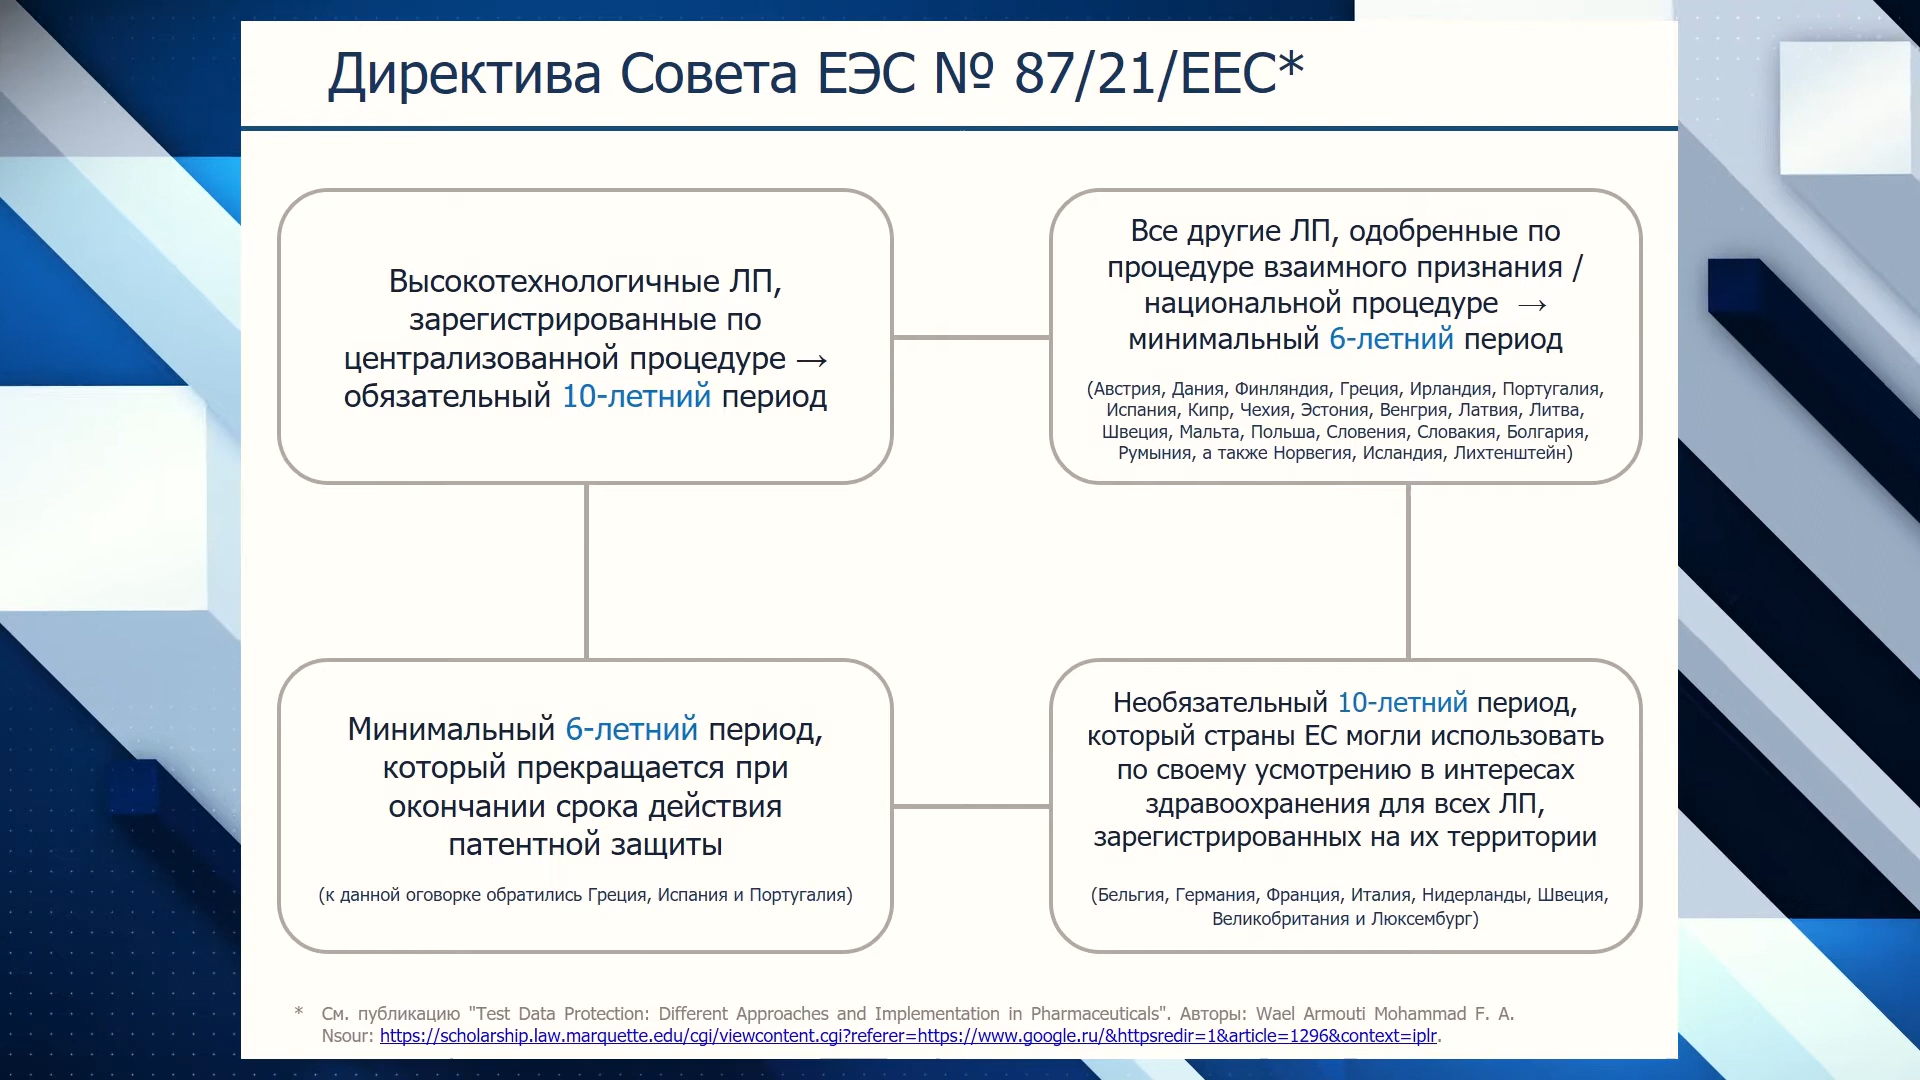 Директива Совета ЕЭС № 87/21/ЕЕС*
Высокотехнологичные ЛП,
зарегистрированные по
централизованной процедуре →
обязательный 10-летний период
Все другие ЛП, одобренные по
процедуре взаимного признания /
национальной процедуре →
минимальный 6-летний период
(Австрия, Дания, Финляндия, Греция, Ирландия, Португалия,
Испания, Кипр, Чехия, Эстония, Венгрия, Латвия, Литва,
Швеция, Мальта, Польша, Словения, Словакия, Болгария,
Румыния, а также Норвегия, Исландия, Лихтенштейн)
Минимальный 6-летний период,
который прекращается при
окончании срока действия
патентной защиты
(к данной оговорке обратились Греция, Испания и Португалия)
Необязательный 10-летний период,
который страны ЕС могли использовать
по своему усмотрению в интересах
здравоохранения для всех ЛП,
зарегистрированных на их территории
(Бельгия, Германия, Франция, Италия, Нидерланды, Швеция,
Великобритания и Люксембург)
* См. публикацию "Test Data Protection: Different Approaches and Implementation in Pharmaceuticals". Авторы: Wael Armouti Mohammad F. A.
Nsour: https://scholarship.law.marquette.edu/cgi/viewcontent.cgi?referer=https://www.google.ru/&httpsredir=1&article=1296&context=iplr.